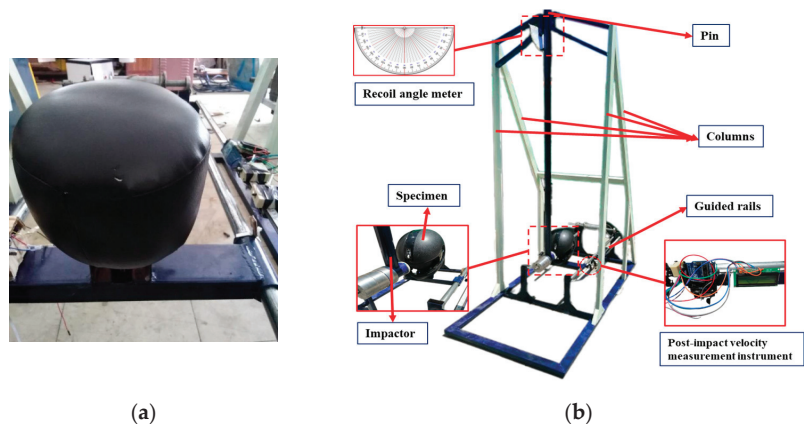 Pin
Recoil angle meter
Columns
Specimen
Guided rails
Impactor
Post-impact velocity
measurement instrument
(a)
(b)